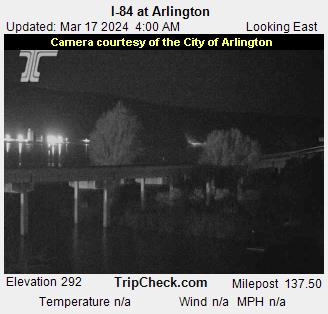 I-84 at Arlington
Updated: Mar 17 2024 4:00 AM Looking East
Camera courtesy of the City of Arlington
Elevation 292 TripCheck.com Milepost 137.50
Temperature n/a Wind n/a MPH n/a